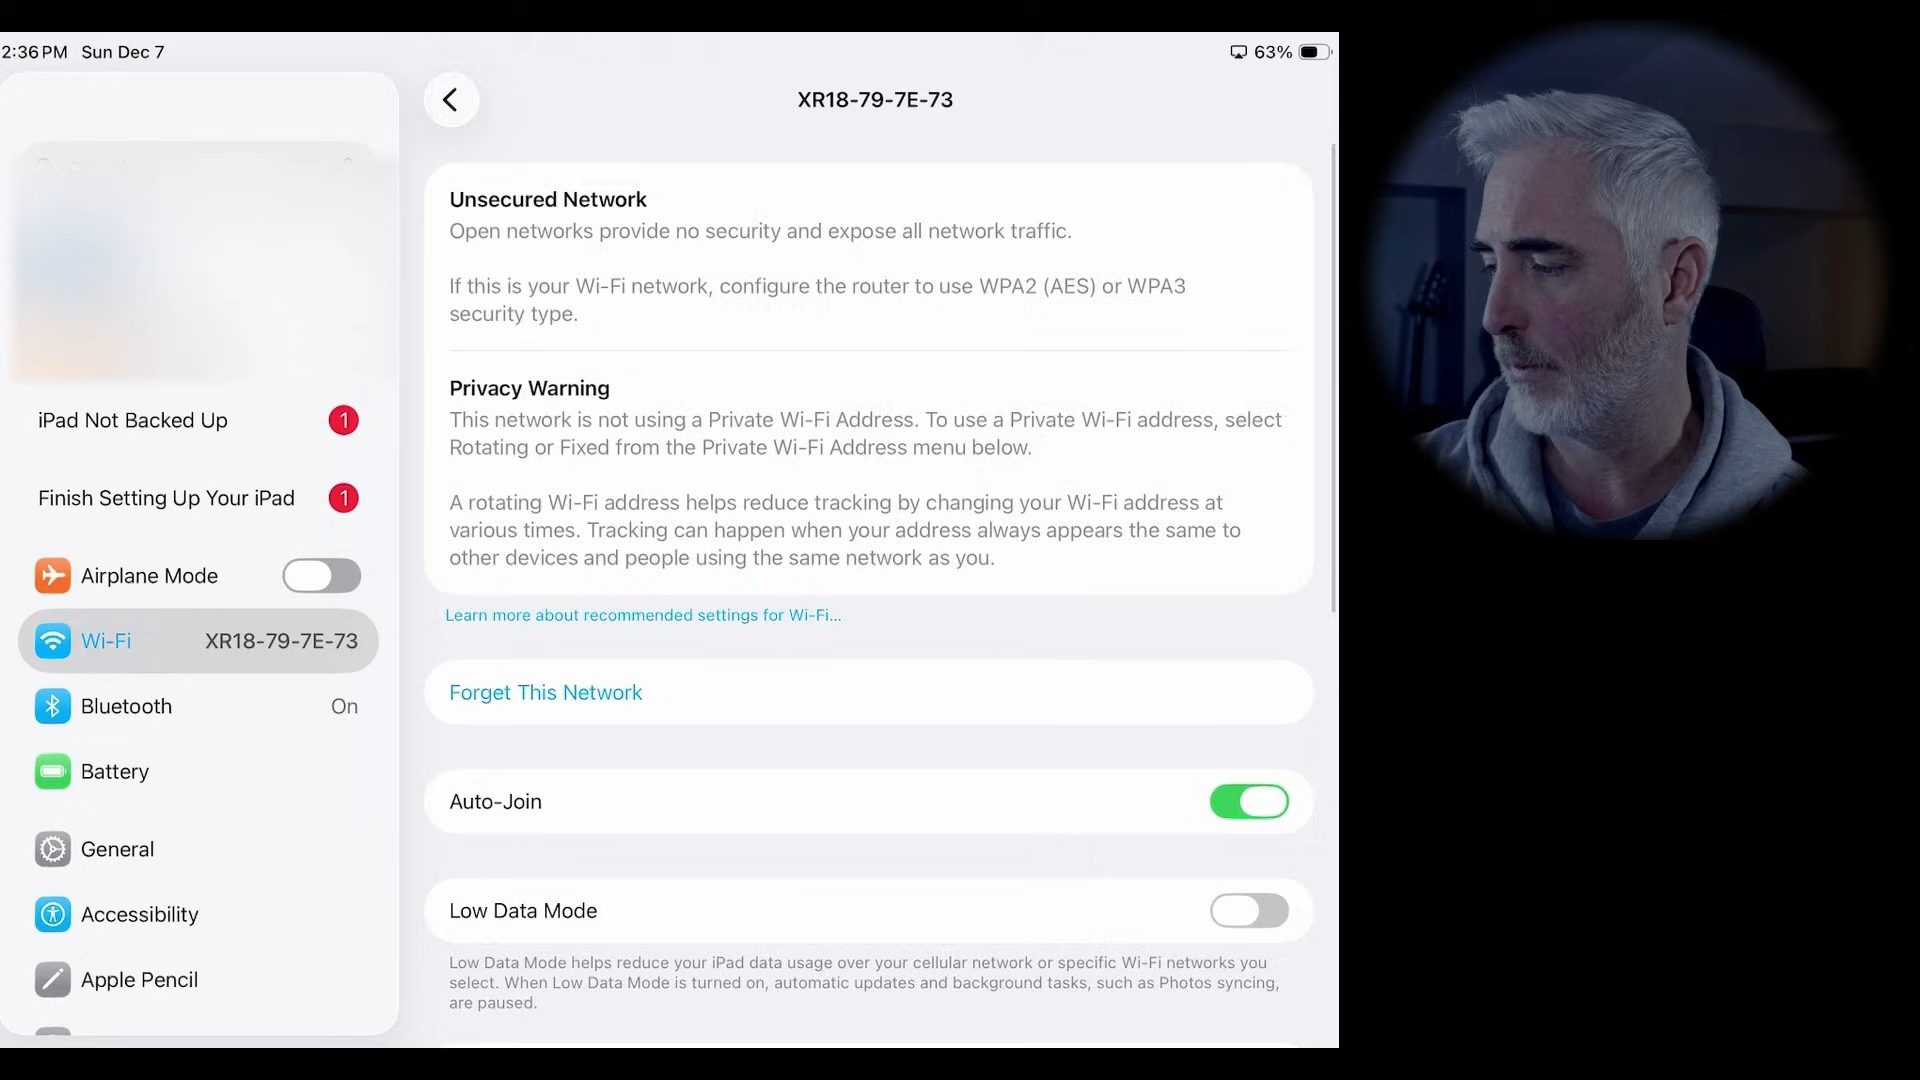 2:36 PM Sun Dec 7
63%
XR18-79-7E-73
Unsecured Network
Open networks provide no security and expose all network traffic.
If this is your Wi-Fi network, configure the router to use WPA2 (AES) or WPA3
security type.
Privacy Warning
This network is not using a Private Wi-Fi Address. To use a Private Wi-Fi address, select
Rotating or Fixed from the Private Wi-Fi Address menu below.
A rotating Wi-Fi address helps reduce tracking by changing your Wi-Fi address at
various times. Tracking can happen when your address always appears the same to
other devices and people using the same network as you.
Learn more about recommended settings for Wi-Fi...
Forget This Network
Auto-Join
Low Data Mode
Low Data Mode helps reduce your iPad data usage over your cellular network or specific Wi-Fi networks you
select. When Low Data Mode is turned on, automatic updates and background tasks, such as Photos syncing,
are paused.
iPad Not Backed Up 1
Finish Setting Up Your iPad 1
Airplane Mode
Wi-Fi XR18-79-7E-73
Bluetooth On
Battery
General
Accessibility
Apple Pencil